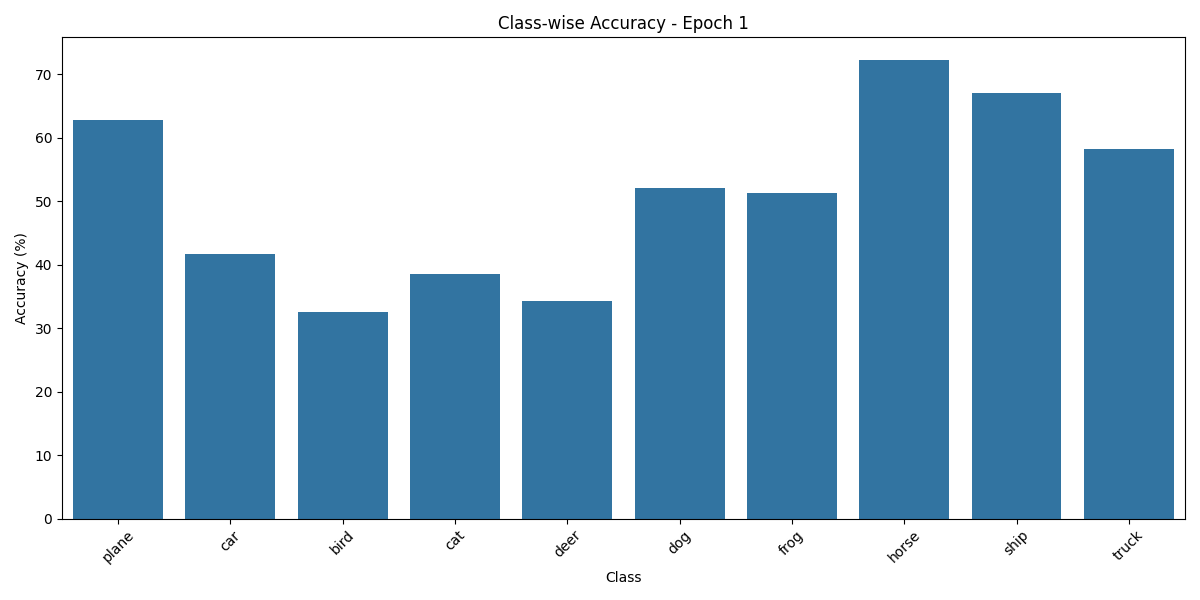 Class-wise Accuracy - Epoch 1
Accuracy (%)
70
60
50
40
30
20
10
0
plane
car
bird
cat
deer
dog
frog
horse
ship
truck
Class